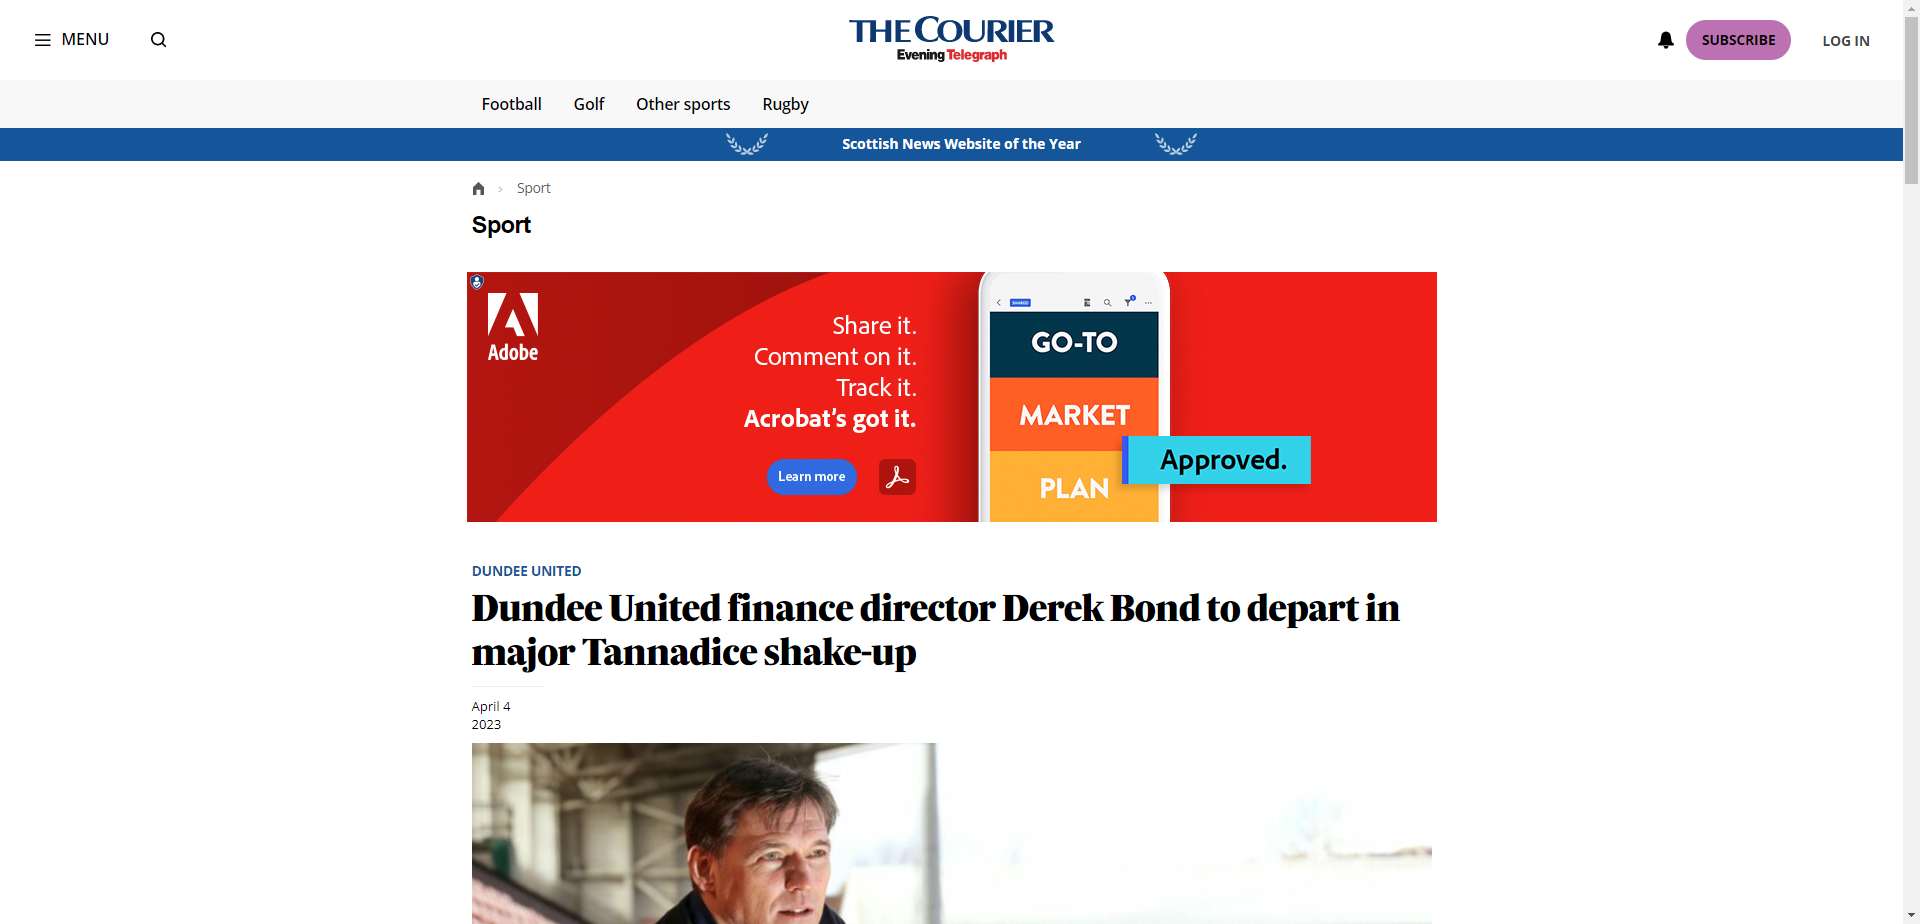 MENU
THE COURIER
Evening Telegraph
SUBSCRIBE
LOG IN
Football
Golf
Other sports
Rugby
Scottish News Website of the Year
Sport
Sport
Adobe
Share it.
Comment on it.
Track it.
Acrobat's got it.
Learn more
SHARED
GO-TO
MARKET
PLAN
Approved.
DUNDEE UNITED
Dundee United finance director Derek Bond to depart in
major Tannadice shake-up
April 4
2023